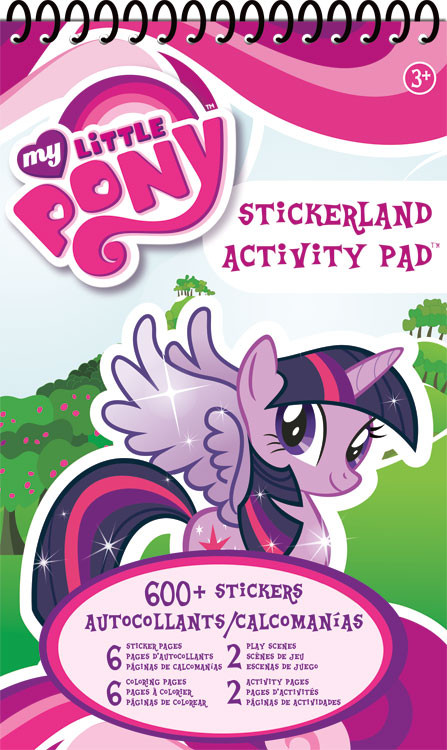 3+
my
LITTLE
PONY
TM
STICKERLAND
ACTIVITY PAD™
600+ STICKERS
AUTOCOLLANTS/CALCOMANÍAS
6 STICKER PAGES
PAGES D'AUTOCOLLANTS
PÁGINAS DE CALCOMANÍAS
2 PLAY SCENES
SCÈNES DE JEU
ESCENAS DE JUEGO
6 COLORING PAGES
PAGES À COLORIER
PÁGINAS DE COLOREAR
2 ACTIVITY PAGES
PAGES D'ACTIVITÉS
PÁGINAS DE ACTIVIDADES